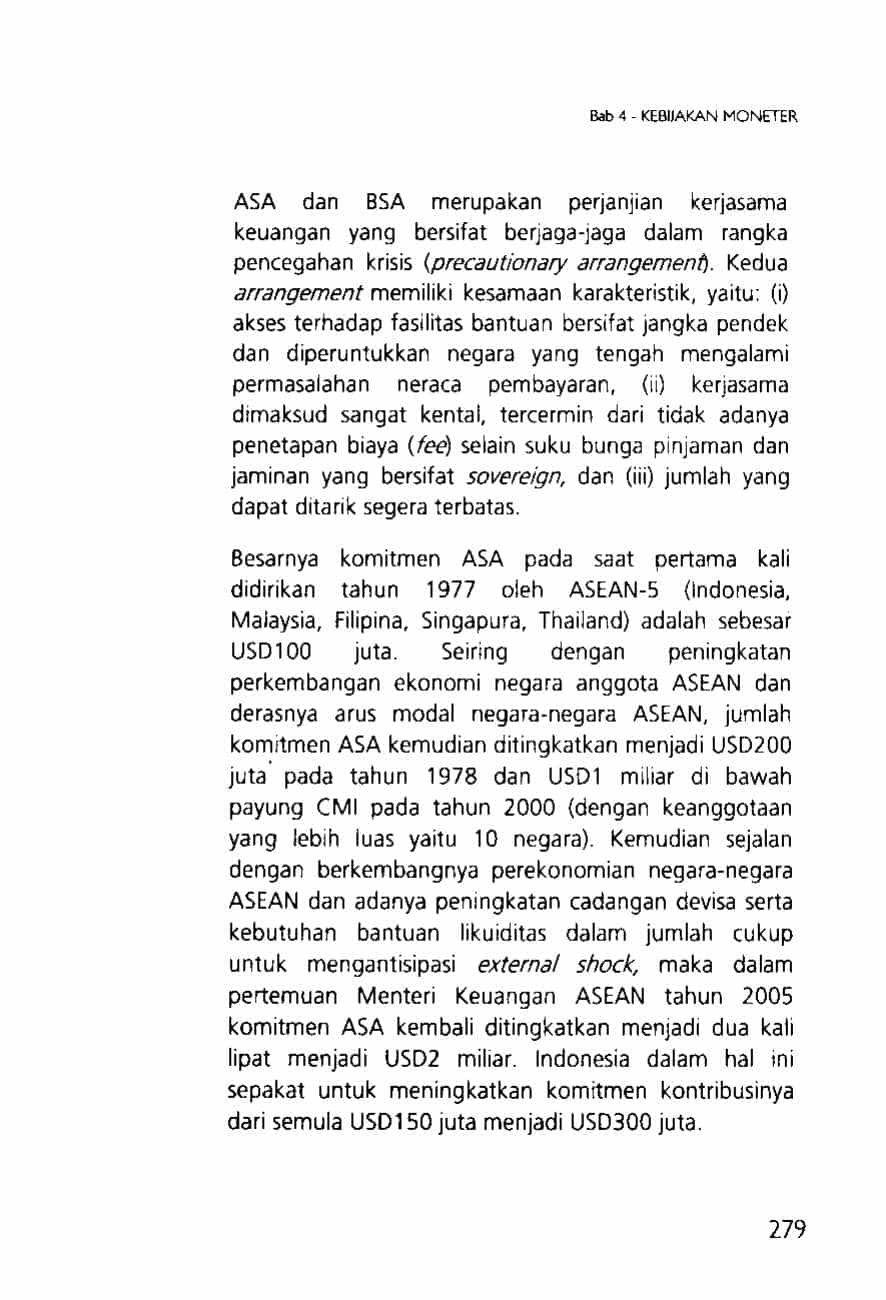 Bab 4 - KEBIJAKAN MONETER
ASA dan BSA merupakan perjanjian kerjasama
keuangan yang bersifat berjaga-jaga dalam rangka
pencegahan krisis (precautionary arrangement). Kedua
arrangement memiliki kesamaan karakteristik, yaitu: (i)
akses terhadap fasilitas bantuan bersifat jangka pendek
dan diperuntukkan negara yang tengah mengalami
permasalahan neraca pembayaran, (ii) kerjasama
dimaksud sangat kental, tercermin dari tidak adanya
penetapan biaya (fee) selain suku bunga pinjaman dan
jaminan yang bersifat sovereign, dan (iii) jumlah yang
dapat ditarik segera terbatas.
Besarnya komitmen ASA pada saat pertama kali
didirikan tahun 1977 oleh ASEAN-5 (Indonesia,
Malaysia, Filipina, Singapura, Thailand) adalah sebesar
USD100 juta. Seiring dengan peningkatan
perkembangan ekonomi negara anggota ASEAN dan
derasnya arus modal negara-negara ASEAN, jumlah
komitmen ASA kemudian ditingkatkan menjadi USD200
juta pada tahun 1978 dan USD1 miliar di bawah
payung CMI pada tahun 2000 (dengan keanggotaan
yang lebih luas yaitu 10 negara). Kemudian sejalan
dengan berkembangnya perekonomian negara-negara
ASEAN dan adanya peningkatan cadangan devisa serta
kebutuhan bantuan likuiditas dalam jumlah cukup
untuk mengantisipasi external shock, maka dalam
pertemuan Menteri Keuangan ASEAN tahun 2005
komitmen ASA kembali ditingkatkan menjadi dua kali
lipat menjadi USD2 miliar. Indonesia dalam hal ini
sepakat untuk meningkatkan komitmen kontribusinya
dari semula USD150 juta menjadi USD300 juta.
279